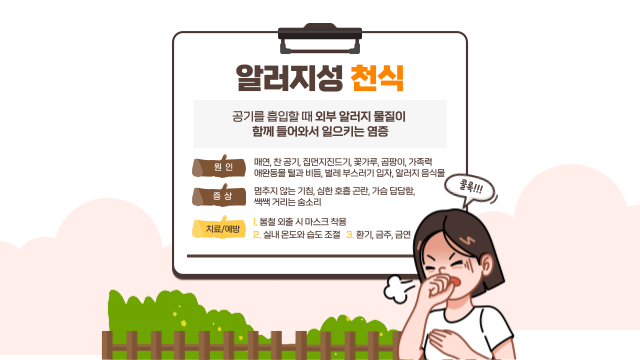 알러지성 천식
공기를 흡입할 때 외부 알러지 물질이
함께 들어와서 일으키는 염증
원 인
매연, 찬 공기, 집먼지진드기, 꽃가루, 곰팡이, 가족력
애완동물 털과 비듬, 벌레 부스러기 입자, 알러지 음식물
증 상
멈추지 않는 기침, 심한 호흡 곤란, 가슴 답답함,
쌕쌕 거리는 숨소리
치료/예방
1. 봄철 외출 시 마스크 착용
2. 실내 온도와 습도 조절 3. 환기, 금주, 금연
콜록!!!